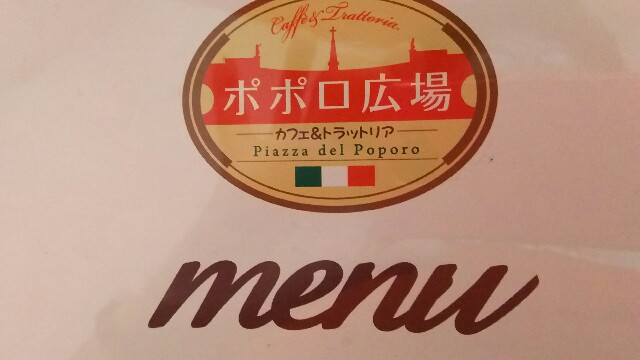 Caffe & Trattoria
ポポロ広場
カフェ&トラットリア
Piazza del Poporo
menu